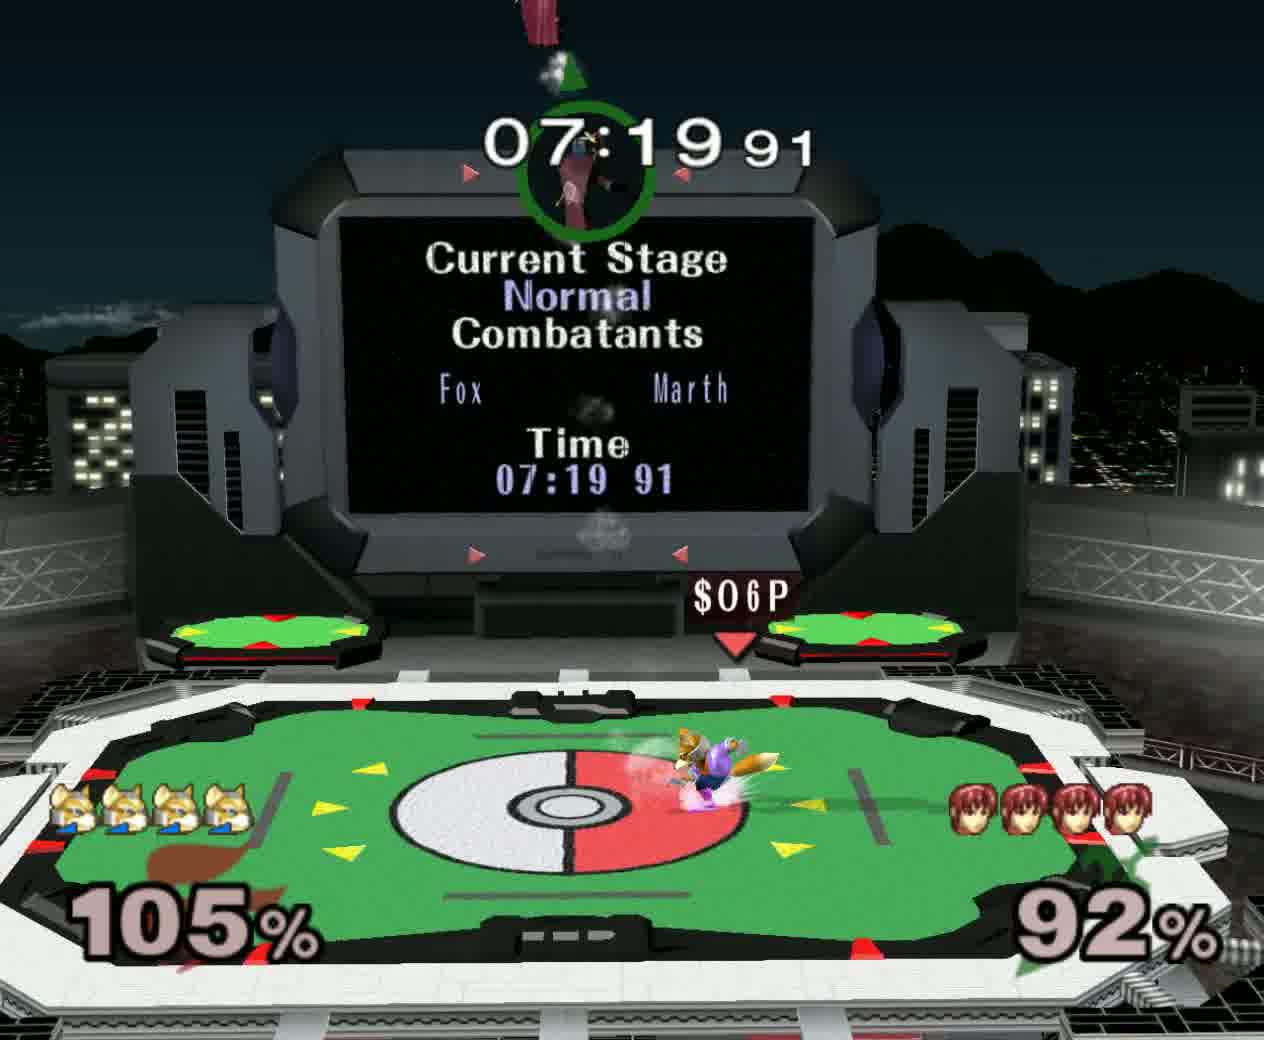 07:19 91
Current Stage
Normal
Combatants
Fox Marth
Time
07:19 91
$06P
105%
92%